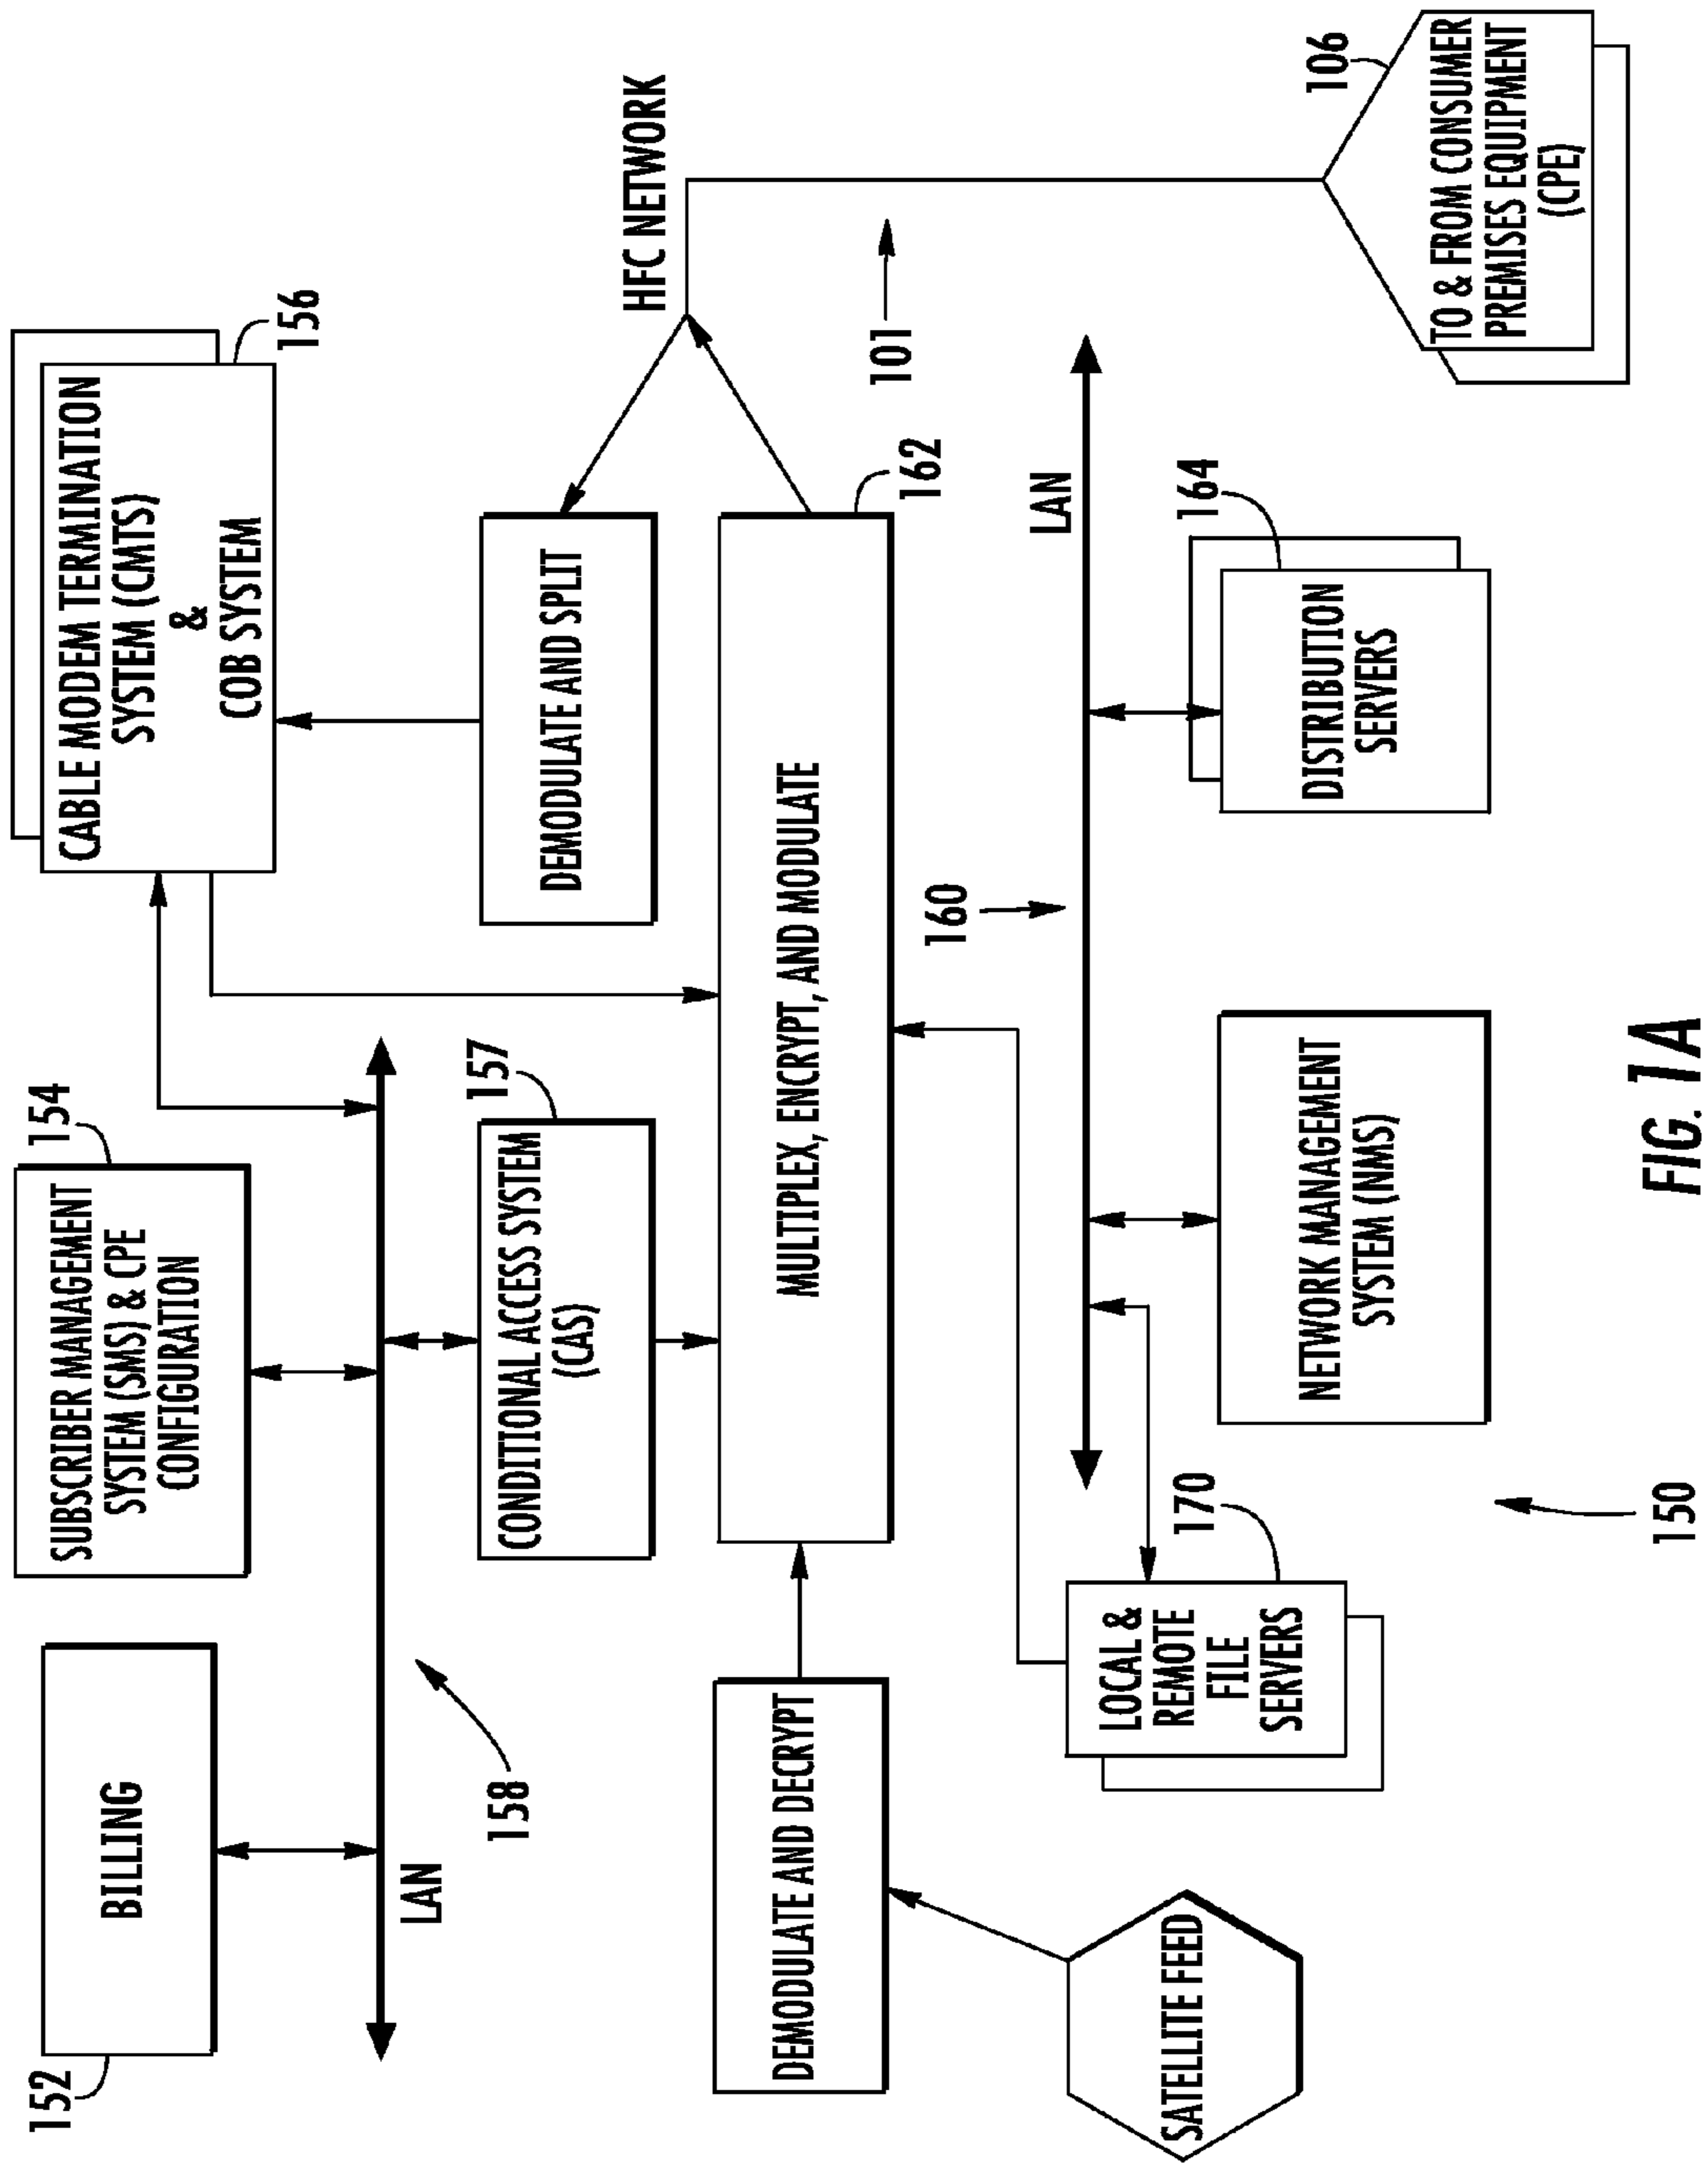 152
BILLING
154
SUBSCRIBER MANAGEMENT
SYSTEM (SMS) & CPE
CONFIGURATION
CABLE MODEM TERMINATION
SYSTEM (CMTS)
&
COB SYSTEM
156
LAN
158
CONDITIONAL ACCESS SYSTEM
(CAS)
157
DEMODULATE AND SPLIT
HFC NETWORK
DEMODULATE AND DECRYPT
MULTIPLEX, ENCRYPT, AND MODULATE
162
101
160
LAN
SATELLITE FEED
LOCAL &
REMOTE
FILE
SERVERS
170
NETWORK MANAGEMENT
SYSTEM (NMS)
DISTRIBUTION
SERVERS
164
106
TO & FROM CONSUMER
PREMISES EQUIPMENT
(CPE)
150
FIG. 1A